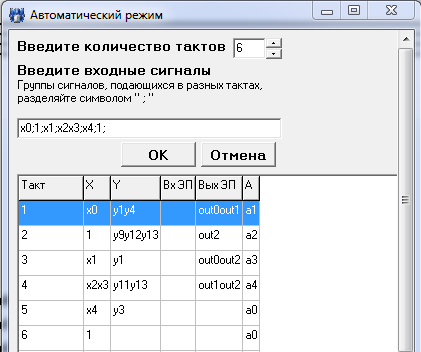 Автоматический режим
Введите количество тактов 6
Введите входные сигналы
Группы сигналов, подающихся в разных тактах,
разделяйте символом " ; "
x0;1;x1;x2x3;x4;1;
OK Отмена
Такт X Y Вх ЭП Вых ЭП A
1 x0 y1y4 out0out1 a1
2 1 y9y12y13 out2 a2
3 x1 y1 out0out2 a3
4 x2x3 y11y13 out1out2 a4
5 x4 y3 a0
6 1 a0